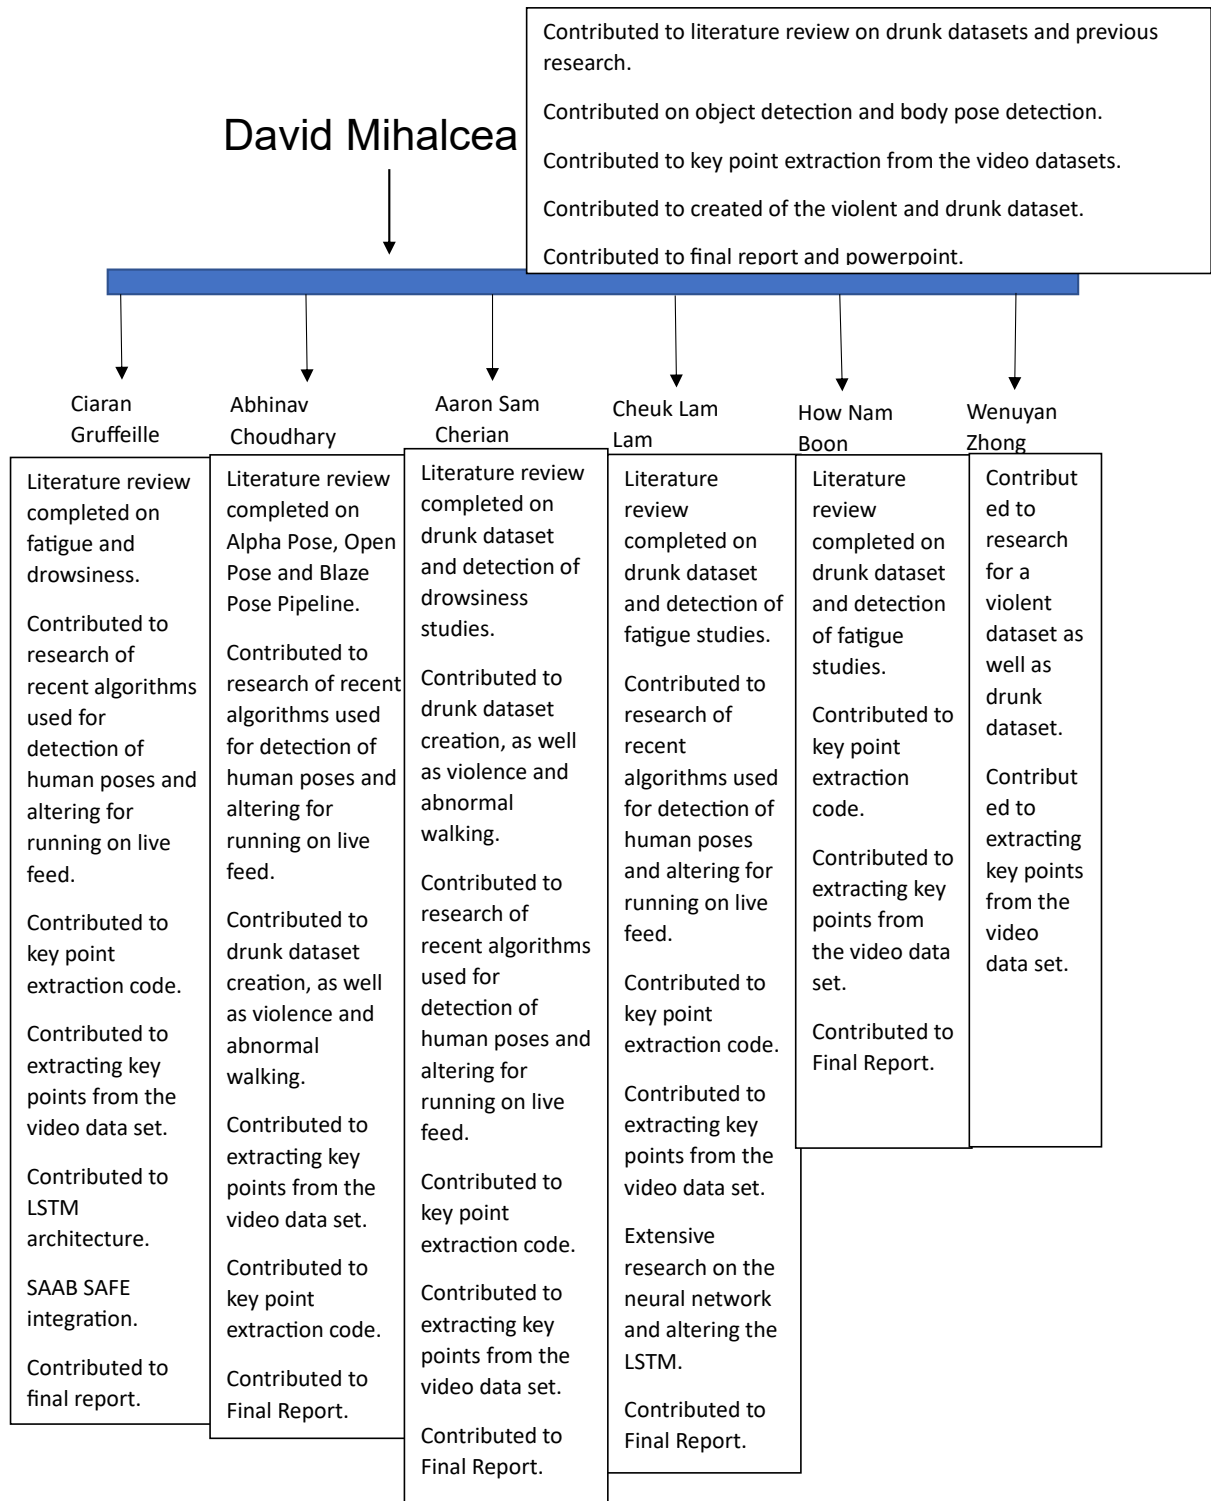 Contributed to literature review on drunk datasets and previous
research.
Contributed on object detection and body pose detection.
Contributed to key point extraction from the video datasets.
Contributed to created of the violent and drunk dataset.
Contributed to final report and powerpoint.
David Mihalcea
Ciaran
Gruffeille
Literature review
completed on
fatigue and
drowsiness.
Contributed to
research of
recent algorithms
used for
detection of
human poses and
altering for
running on live
feed.
Contributed to
key point
extraction code.
Contributed to
extracting key
points from the
video data set.
Contributed to
LSTM
architecture.
SAAB SAFE
integration.
Contributed to
final report.
Abhinav
Choudhary
Literature review
completed on
Alpha Pose, Open
Pose and Blaze
Pose Pipeline.
Contributed to
research of recent
algorithms used
for detection of
human poses and
altering for
running on live
feed.
Contributed to
drunk dataset
creation, as well
as violence and
abnormal
walking.
Contributed to
extracting key
points from the
video data set.
Contributed to
key point
extraction code.
Contributed to
Final Report.
Aaron Sam
Cherian
Literature review
completed on
drunk dataset
and detection of
drowsiness
studies.
Contributed to
drunk dataset
creation, as well
as violence and
abnormal
walking.
Contributed to
research of
recent algorithms
used for
detection of
human poses and
altering for
running on live
feed.
Contributed to
key point
extraction code.
Contributed to
extracting key
points from the
video data set.
Contributed to
Final Report.
Cheuk Lam
Lam
Literature
review
completed on
drunk dataset
and detection of
fatigue studies.
Contributed to
research of
recent
algorithms used
for detection of
human poses
and altering for
running on live
feed.
Contributed to
key point
extraction code.
Contributed to
extracting key
points from the
video data set.
Extensive
research on the
neural network
and altering the
LSTM.
Contributed to
Final Report.
How Nam
Boon
Literature
review
completed on
drunk dataset
and detection
of fatigue
studies.
Contributed to
key point
extraction
code.
Contributed to
extracting key
points from
the video data
set.
Contributed to
Final Report.
Wenuyan
Zhong
Contribut
ed to
research
for a
violent
dataset as
well as
drunk
dataset.
Contribut
ed to
extracting
key points
from the
video
data set.